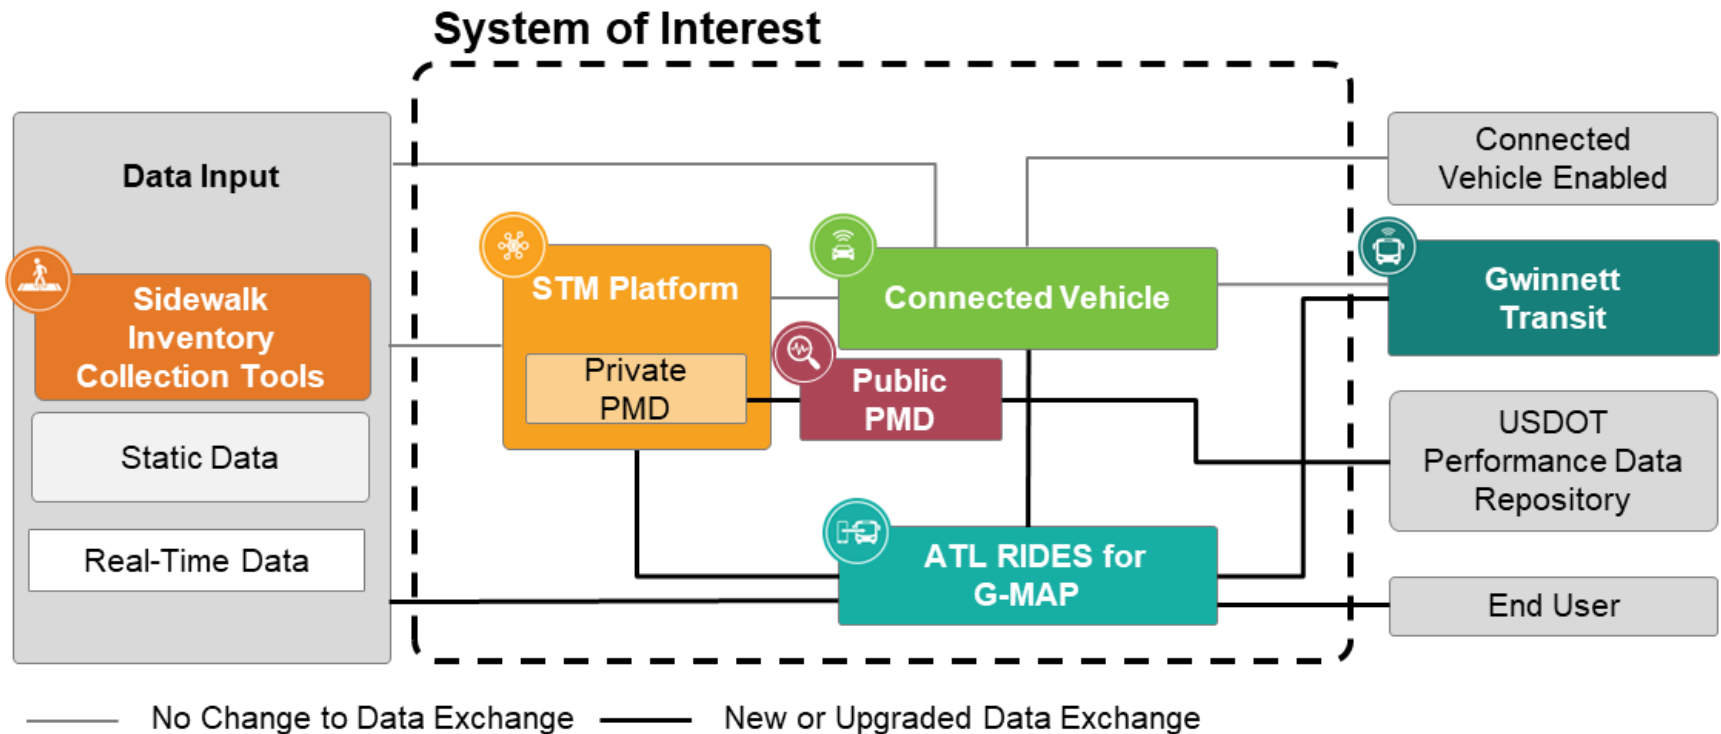 System of Interest
Data Input
Sidewalk
Inventory
Collection Tools
Static Data
Real-Time Data
STM Platform
Private
PMD
Connected Vehicle
Public
PMD
ATL RIDES for
G-MAP
Connected
Vehicle Enabled
Gwinnett
Transit
USDOT
Performance Data
Repository
End User
No Change to Data Exchange
New or Upgraded Data Exchange